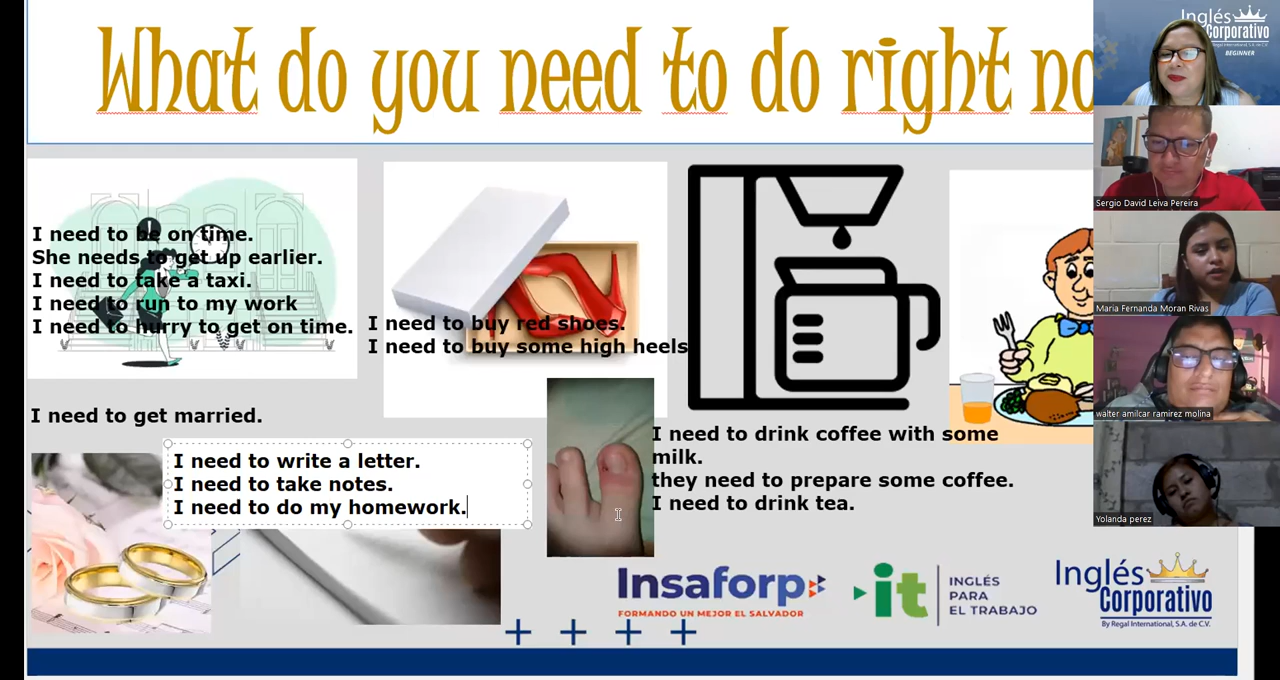 What do you need to do right no
I need to be on time.
She needs to get up earlier.
I need to take a taxi.
I need to run to my work
I need to hurry to get on time.
I need to buy red shoes.
I need to buy some high heels
I need to get married.
I need to write a letter.
I need to take notes.
I need to do my homework.
I need to drink coffee with some
milk.
they need to prepare some coffee.
I need to drink tea.
Insaforp
FORMANDO UN MEJOR EL SALVADOR
it
INGLÉS
PARA
EL TRABAJO
Inglés
Corporativo
By Regal International, S.A. de C.V.
Inglés
Corporativo
By Regal International, S.A. de C.V.
BEGINNER
Sergio David Leiva Pereira
Maria Fernanda Moran Rivas
walter amilcar ramirez molina
Yolanda perez